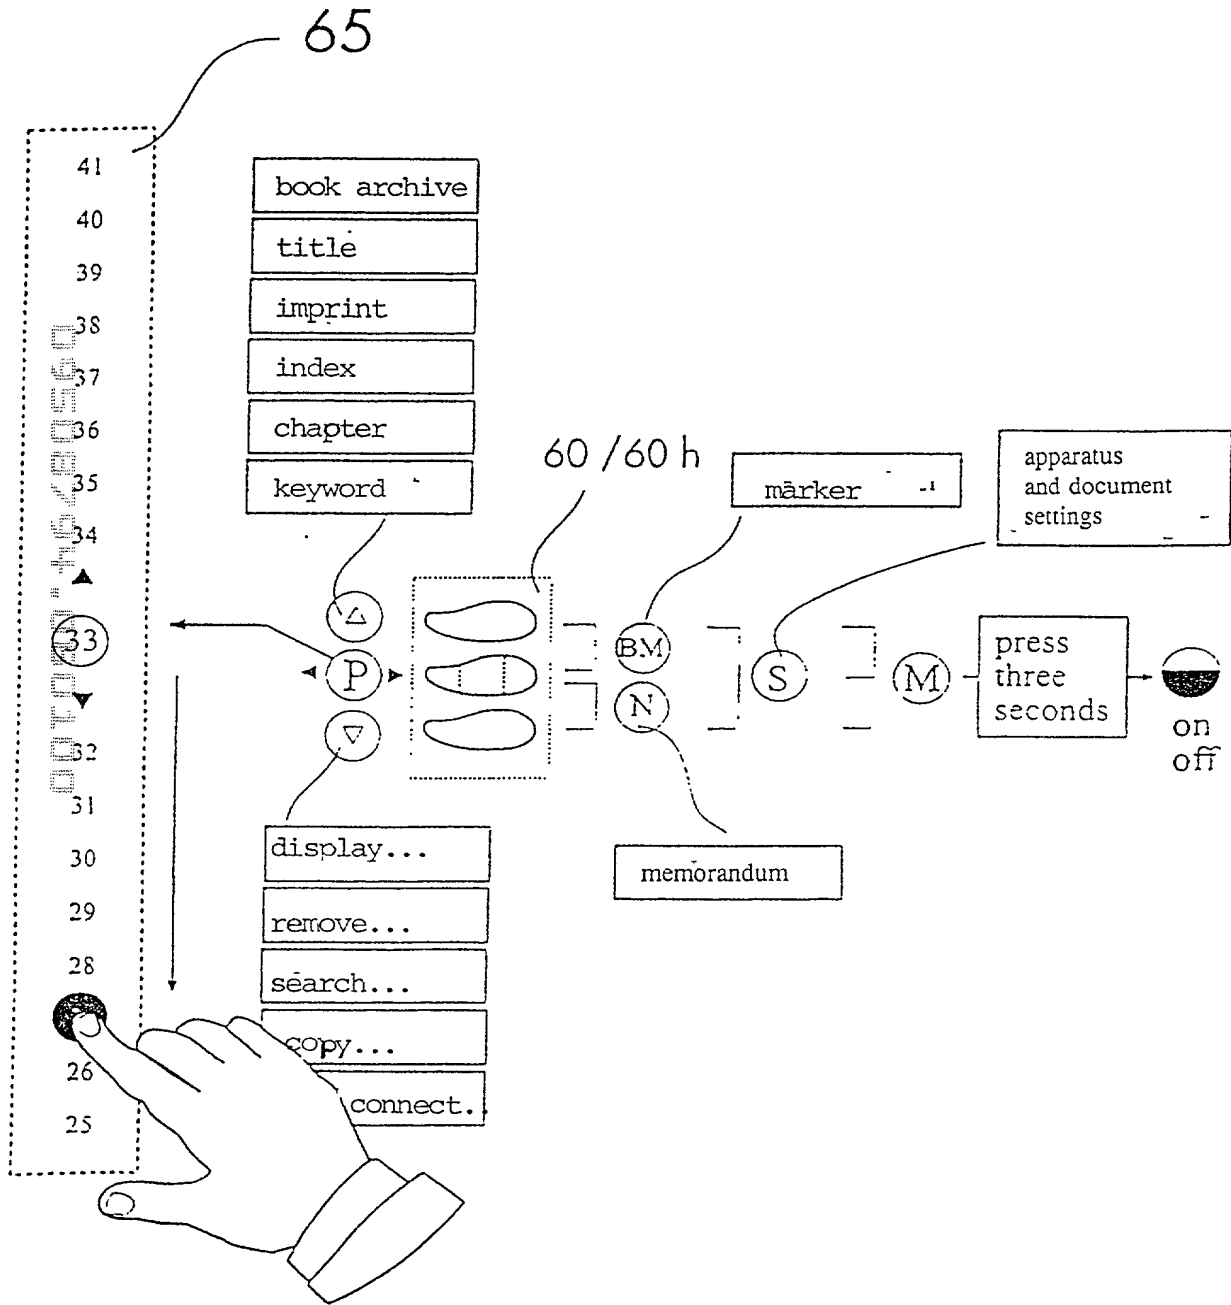 65
41
40
39
38
37
36
35
34
33
32
31
30
29
28
26
25
book archive
title
imprint
index
chapter
keyword
60 / 60 h
marker
apparatus
and document
settings
P
BM
N
S
M
press
three
seconds
on
off
memorandum
display...
remove...
search...
copy...
connect..